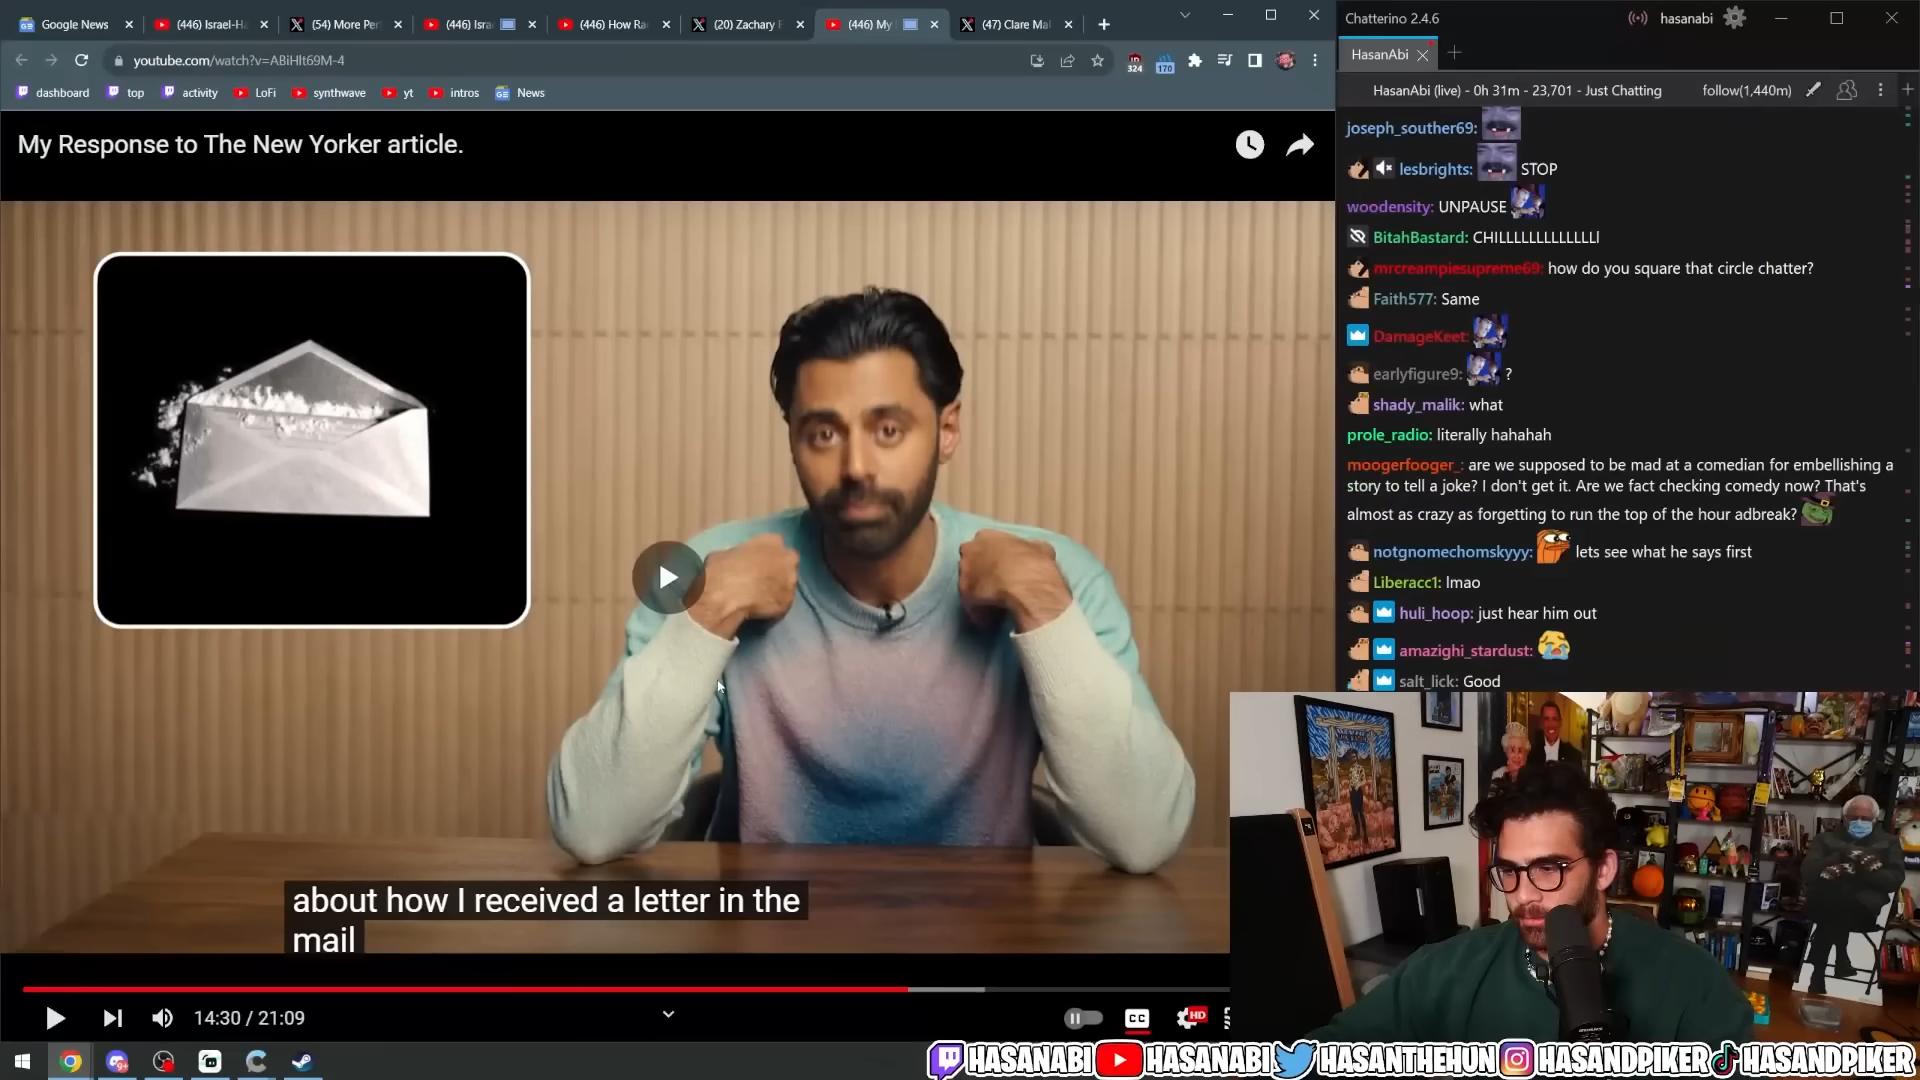 Google News
(446) Israel-Ha
(54) More Per
(446) Isra
(446) How Ra
(20) Zachary F
(446) My
(47) Clare Mal
youtube.com/watch?v=ABiHlt69M-4
324
170
dashboard
top
activity
LoFi
synthwave
yt
intros
News
My Response to The New Yorker article.
about how I received a letter in the
mail
14:30 / 21:09
CC
HD
Chatterino 2.4.6
hasanabi
HasanAbi
HasanAbi (live) - 0h 31m - 23,701 - Just Chatting
follow(1,440m)
joseph_souther69:
lesbrights: STOP
woodensity: UNPAUSE
BitahBastard: CHILLLLLLLLLLLLl
mrcreampiesupreme69: how do you square that circle chatter?
Faith577: Same
DamageKeet:
earlyfigure9: ?
shady_malik: what
prole_radio: literally hahahah
moogerfooger_: are we supposed to be mad at a comedian for embellishing a
story to tell a joke? I don't get it. Are we fact checking comedy now? That's
almost as crazy as forgetting to run the top of the hour adbreak?
notgnomechomskyyy: lets see what he says first
Liberacc1: lmao
huli_hoop: just hear him out
amazighi_stardust:
salt_lick: Good
HASANABI HASANABI HASANTHEHUN HASANDPIKER HASANDPIKER